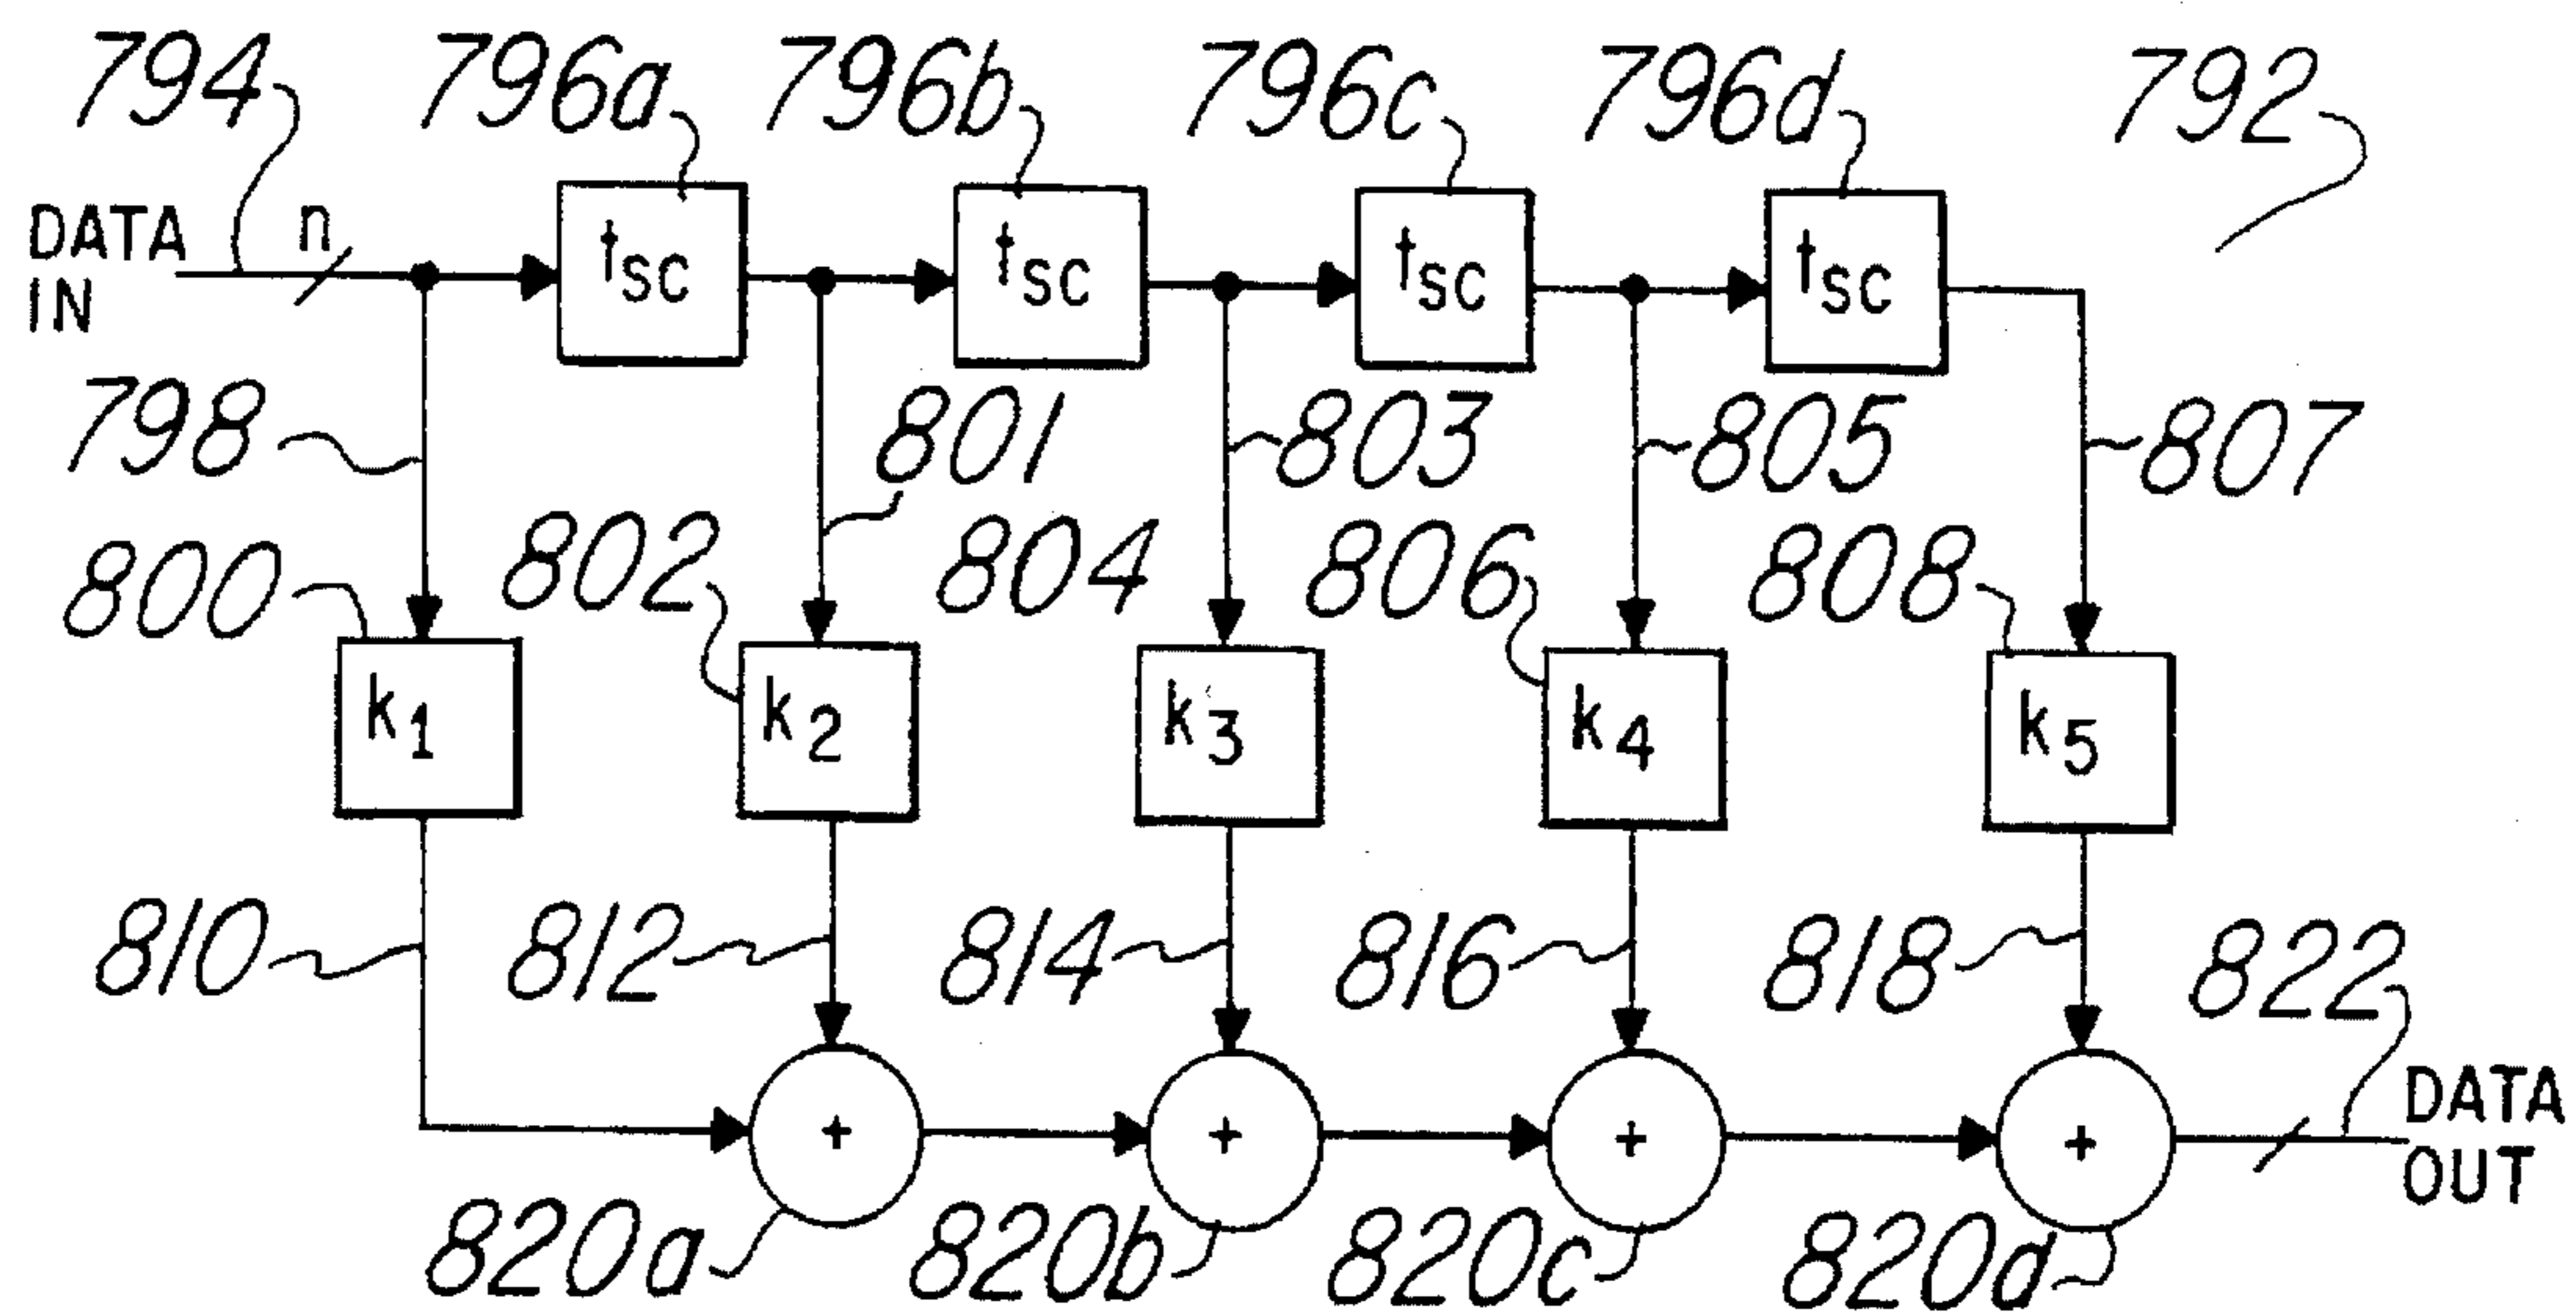 794 796a 796b 796c 796d 792
DATA IN
n
tSC tSC tSC tSC
798 801 803 805 807
800 802 804 806 808
k1 k2 k3 k4 k5
810 812 814 816 818 822
+ + + +
DATA OUT
820a 820b 820c 820d